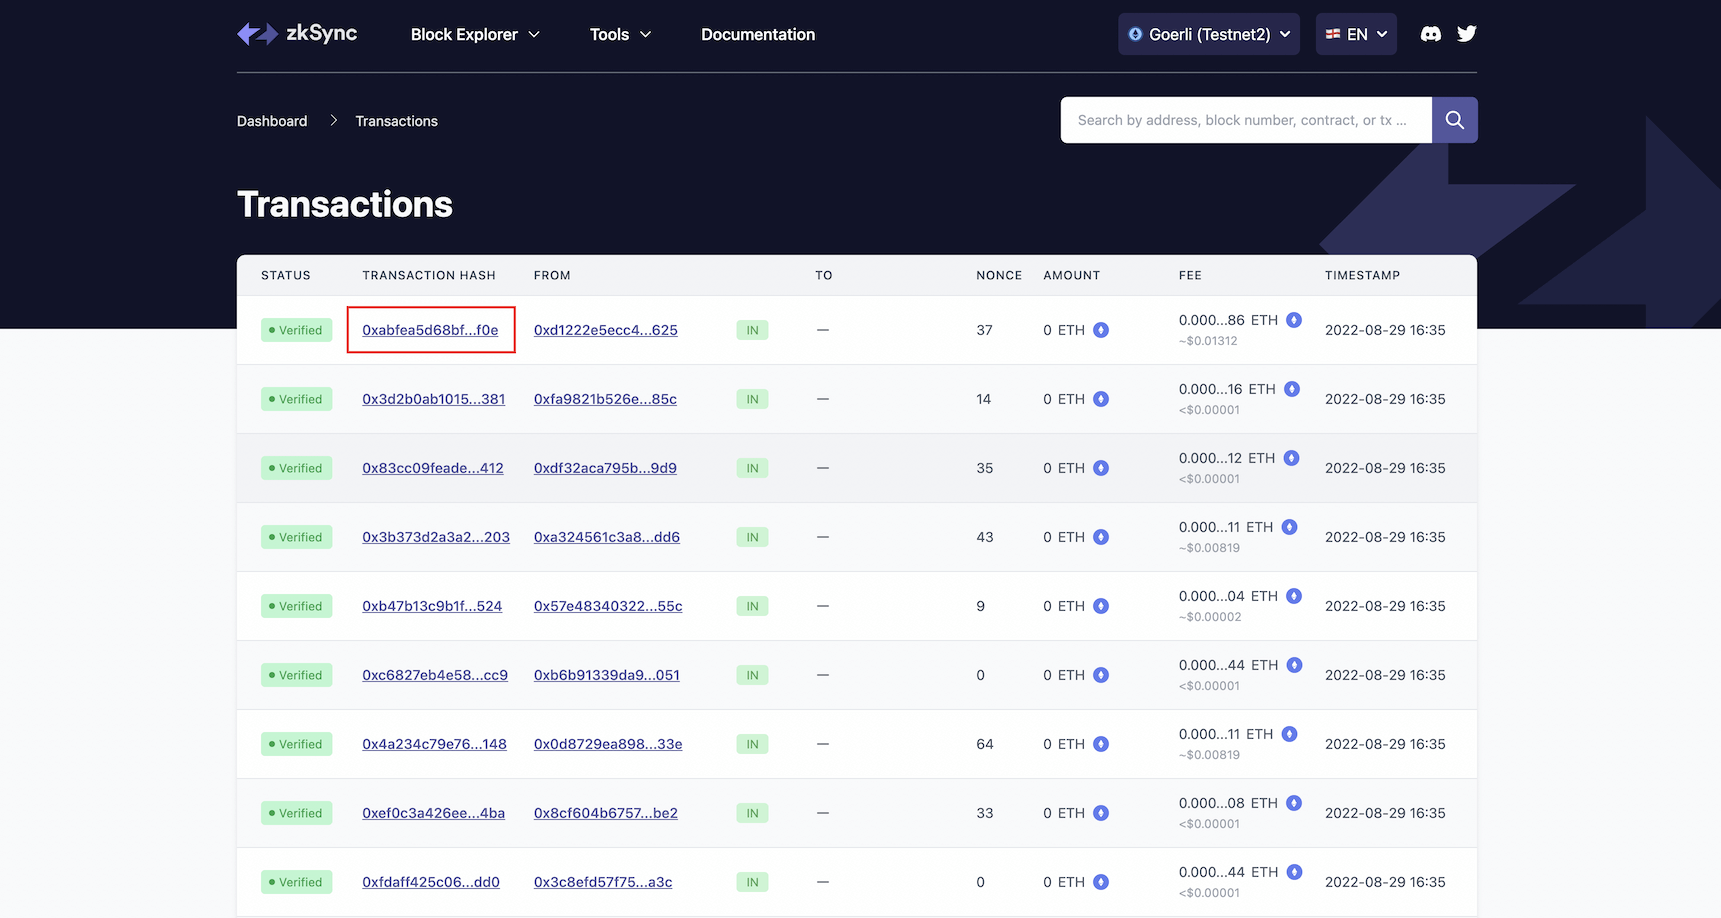 zkSync Block Explorer Tools Documentation Goerli (Testnet2) EN
Dashboard Transactions Search by address, block number, contract, or tx ...
Transactions
STATUS TRANSACTION HASH FROM TO NONCE AMOUNT FEE TIMESTAMP
Verified 0xabfea5d68bf...f0e 0xd1222e5ecc4...625 IN — 37 0 ETH 0.000...86 ETH 2022-08-29 16:35
~$0.01312
Verified 0x3d2b0ab1015...381 0xfa9821b526e...85c IN — 14 0 ETH 0.000...16 ETH 2022-08-29 16:35
<$0.00001
Verified 0x83cc09feade...412 0xdf32aca795b...9d9 IN — 35 0 ETH 0.000...12 ETH 2022-08-29 16:35
<$0.00001
Verified 0x3b373d2a3a2...203 0xa324561c3a8...dd6 IN — 43 0 ETH 0.000...11 ETH 2022-08-29 16:35
~$0.00819
Verified 0xb47b13c9b1f...524 0x57e48340322...55c IN — 9 0 ETH 0.000...04 ETH 2022-08-29 16:35
~$0.00002
Verified 0xc6827eb4e58...cc9 0xb6b91339da9...051 IN — 0 0 ETH 0.000...44 ETH 2022-08-29 16:35
<$0.00001
Verified 0x4a234c79e76...148 0x0d8729ea898...33e IN — 64 0 ETH 0.000...11 ETH 2022-08-29 16:35
~$0.00819
Verified 0xef0c3a426ee...4ba 0x8cf604b6757...be2 IN — 33 0 ETH 0.000...08 ETH 2022-08-29 16:35
<$0.00001
Verified 0xfdaff425c06...dd0 0x3c8efd57f75...a3c IN — 0 0 ETH 0.000...44 ETH 2022-08-29 16:35
<$0.00001